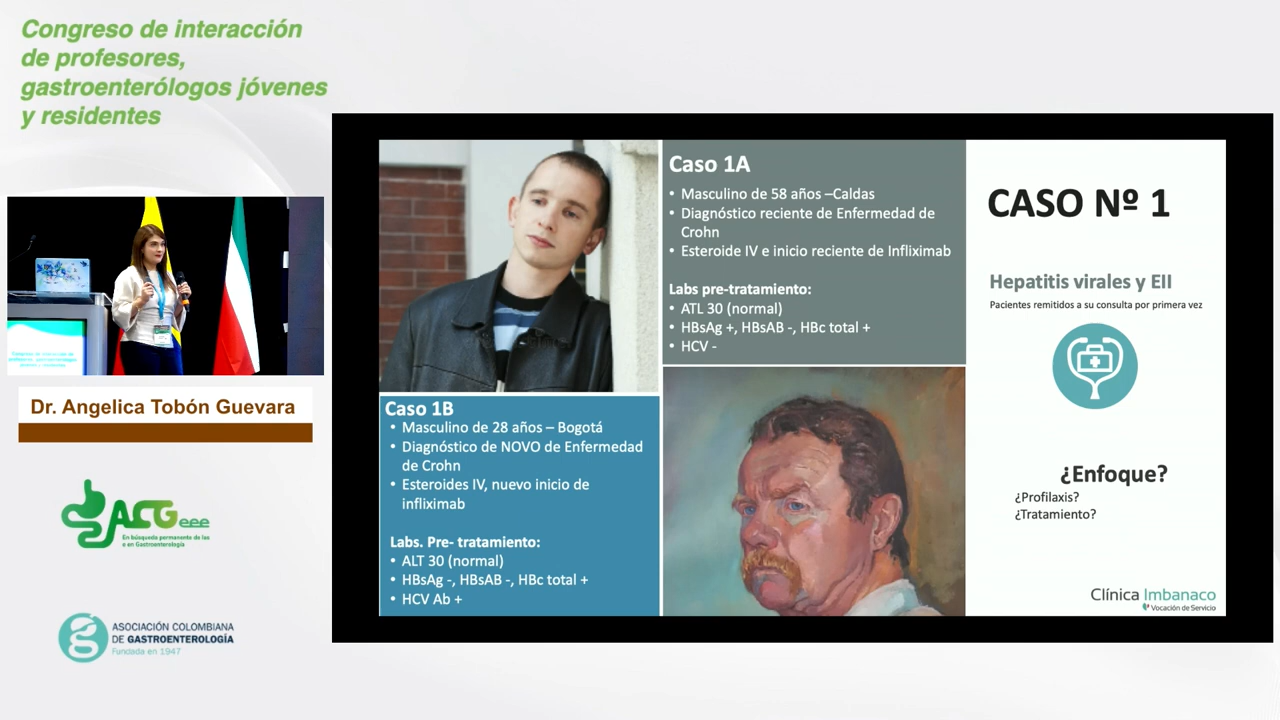 Congreso de interacción
de profesores,
gastroenterólogos jóvenes
y residentes
Dr. Angelica Tobón Guevara
ACGeee
En búsqueda permanente de las
e en Gastroenterología
ASOCIACIÓN COLOMBIANA
DE GASTROENTEROLOGÍA
Fundada en 1947
Caso 1A
• Masculino de 58 años –Caldas
• Diagnóstico reciente de Enfermedad de
Crohn
• Esteroide IV e inicio reciente de Infliximab
Labs pre-tratamiento:
• ATL 30 (normal)
• HBsAg +, HBsAB -, HBc total +
• HCV -
Caso 1B
• Masculino de 28 años – Bogotá
• Diagnóstico de NOVO de Enfermedad
de Crohn
• Esteroides IV, nuevo inicio de
infliximab
Labs. Pre- tratamiento:
• ALT 30 (normal)
• HBsAg -, HBsAB -, HBc total +
• HCV Ab +
CASO Nº 1
Hepatitis virales y EII
Pacientes remitidos a su consulta por primera vez
¿Enfoque?
¿Profilaxis?
¿Tratamiento?
Clínica Imbanaco
Vocación de Servicio